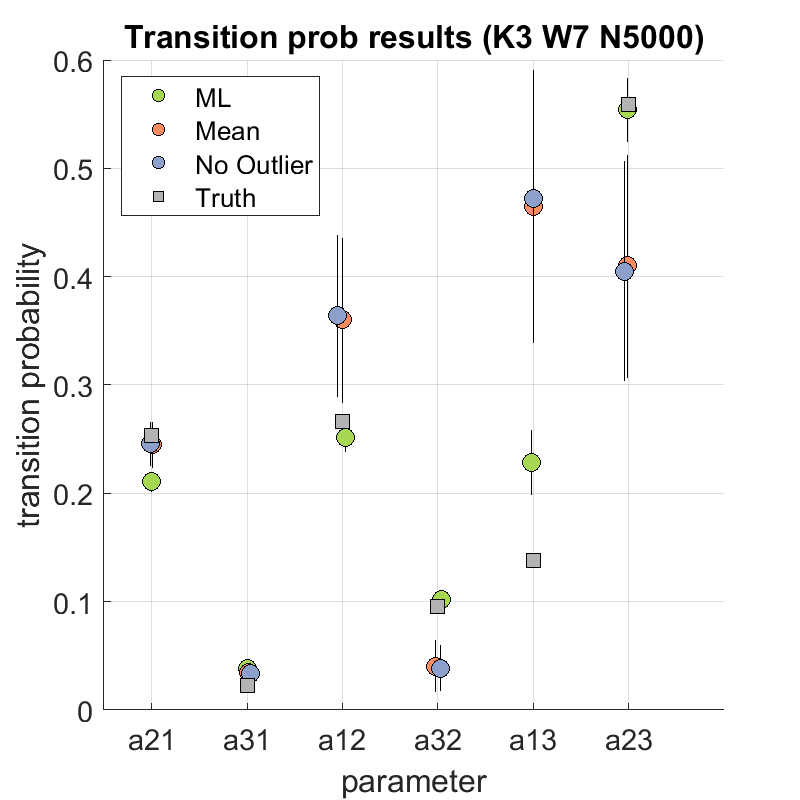 Transition prob results (K3 W7 N5000)
ML
Mean
No Outlier
Truth
transition probability
0.6
0.5
0.4
0.3
0.2
0.1
0
a21 a31 a12 a32 a13 a23
parameter